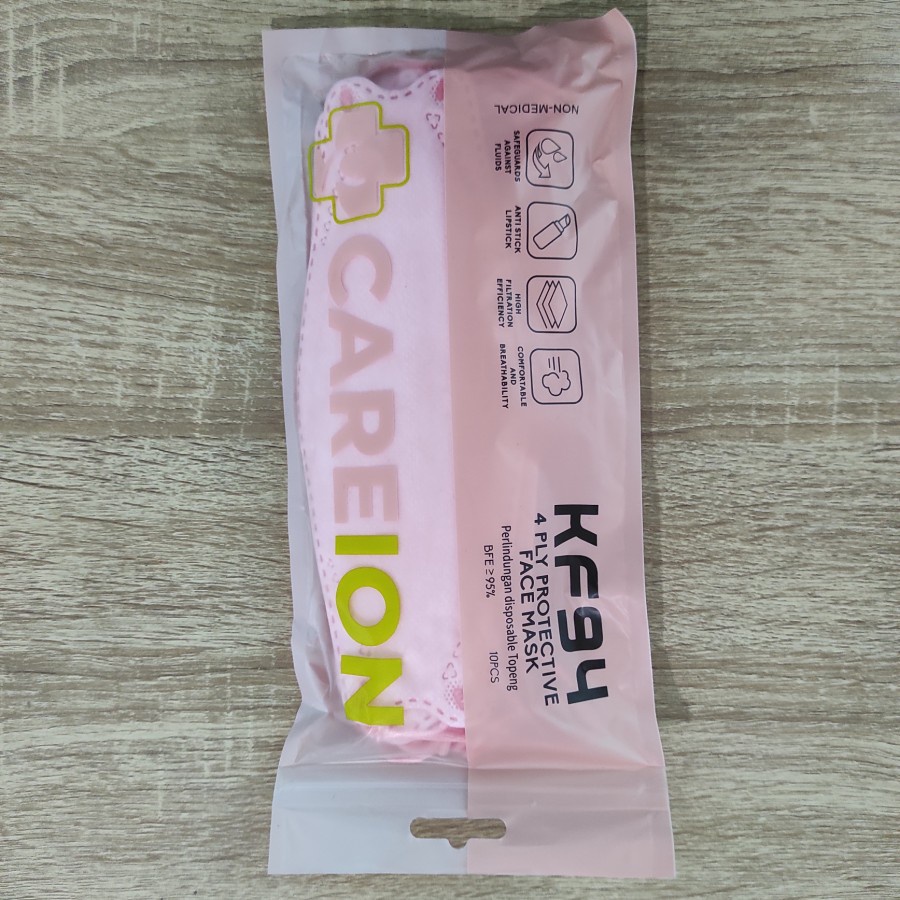 CAREION
KF94
4 PLY PROTECTIVE
FACE MASK
Perlindungan disposable Topeng
BFE ≥ 95%
10PCS
NON-MEDICAL
SAFEGUARDS
AGAINST
FLUIDS
ANTI STICK
LIPSTICK
HIGH
FILTRATION
EFFICIENCY
COMFORTABLE
AND
BREATHABILITY